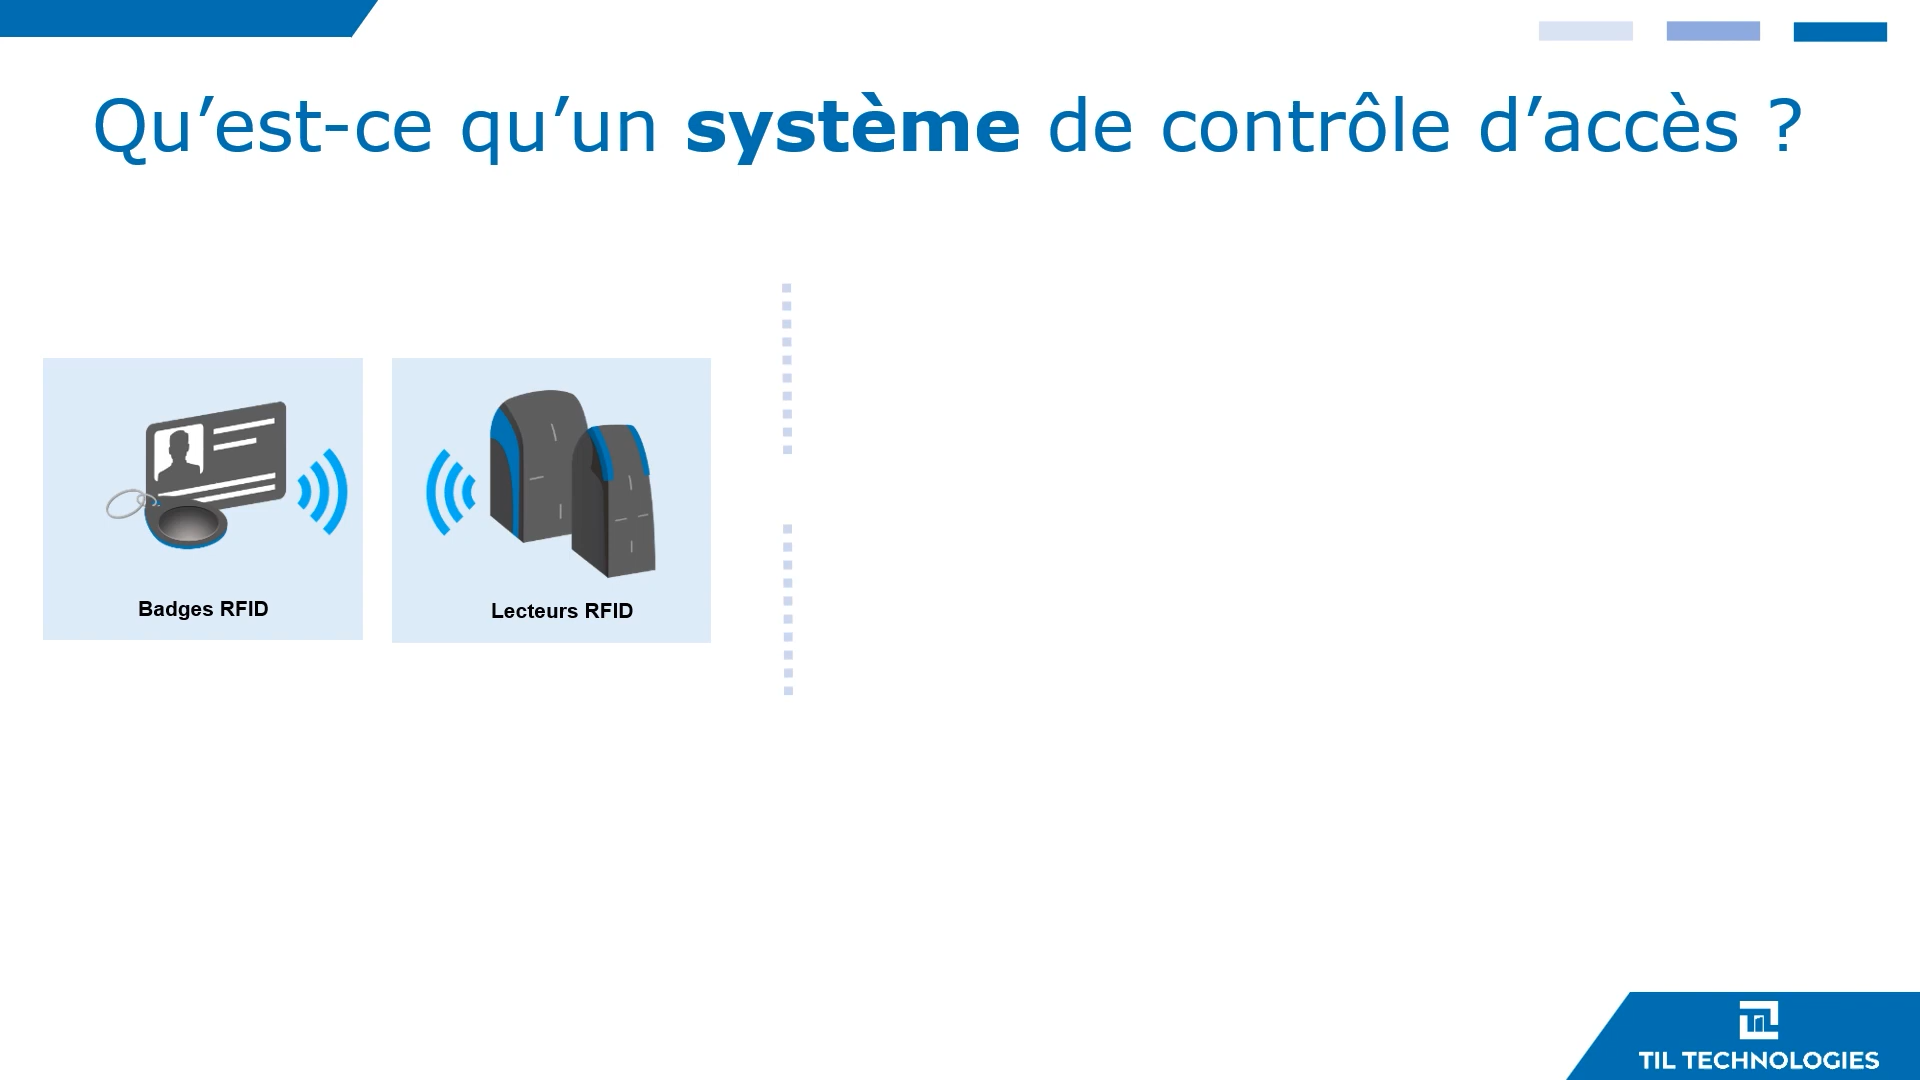 Qu’est-ce qu’un système de contrôle d’accès ?
Badges RFID
Lecteurs RFID
TIL TECHNOLOGIES